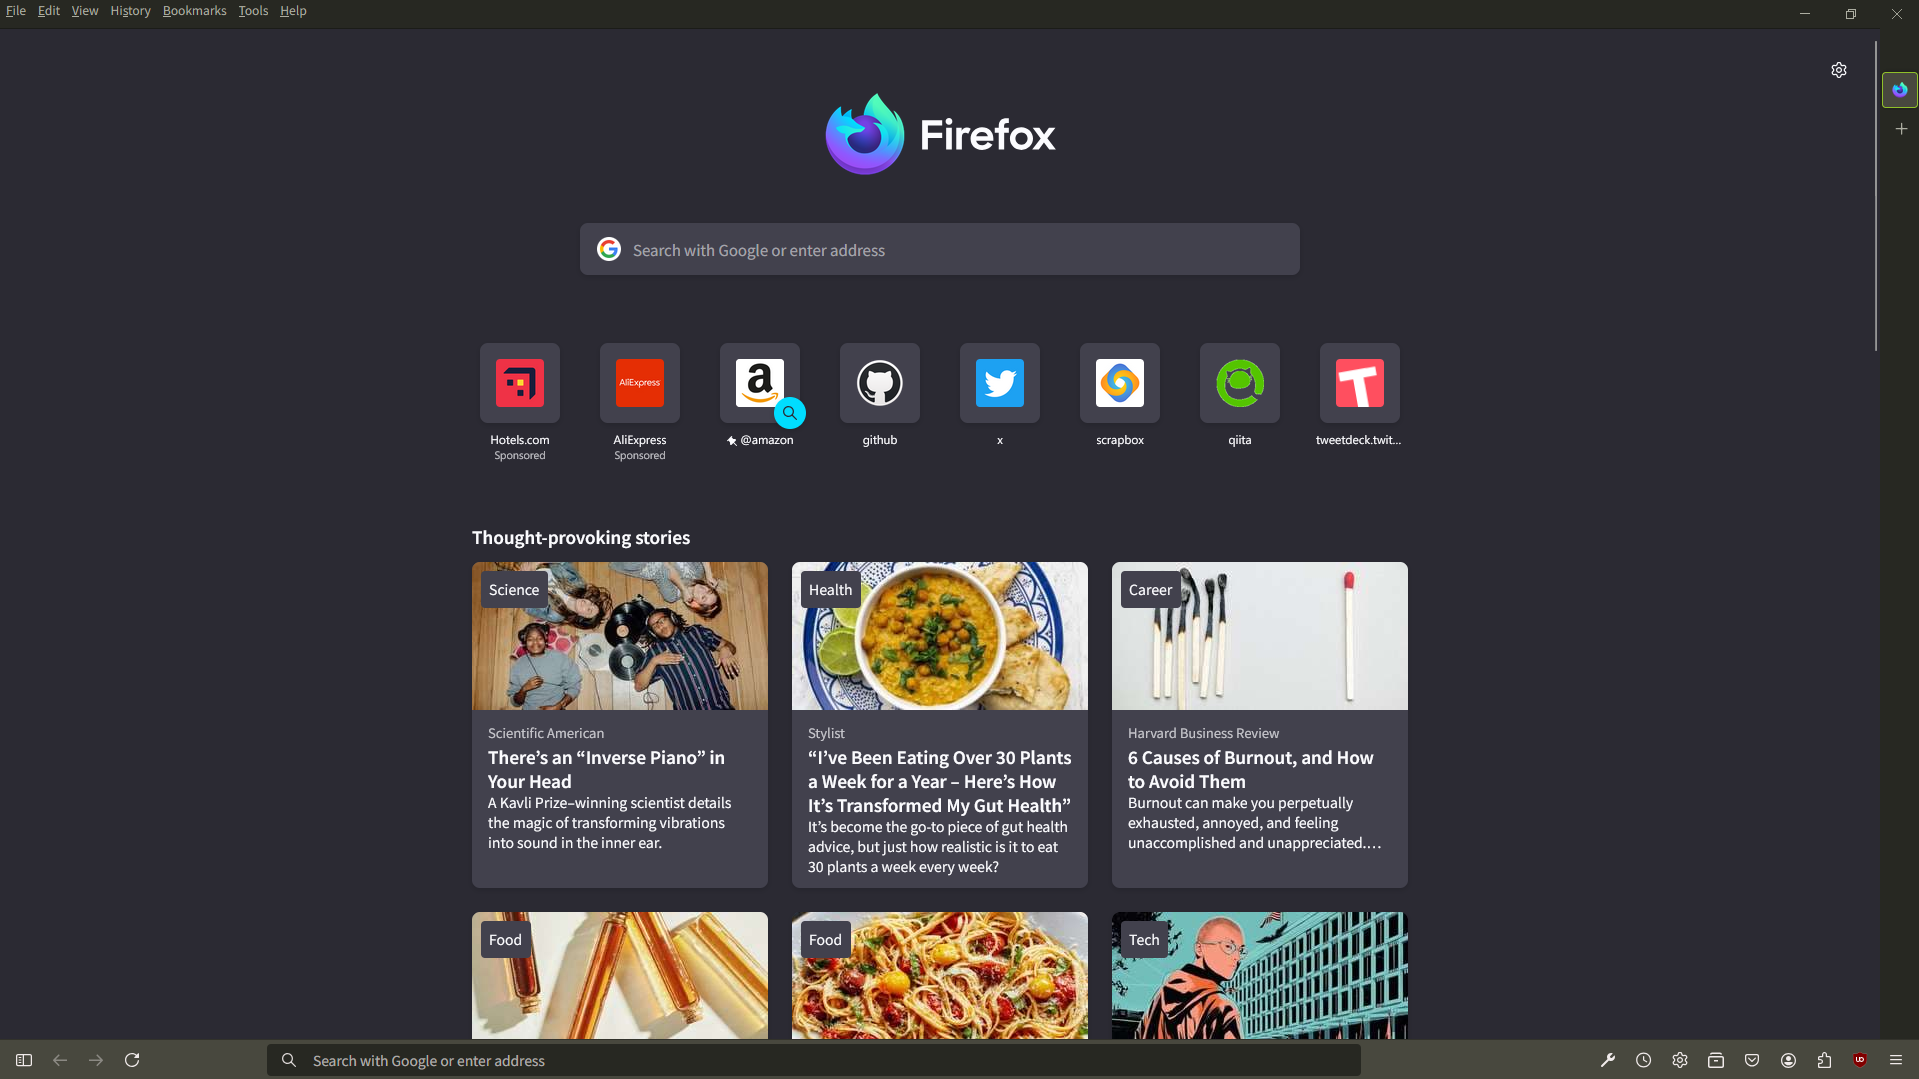 File Edit View History Bookmarks Tools Help
Firefox
Search with Google or enter address
AliExpress
Hotels.com
Sponsored
AliExpress
Sponsored
@amazon
github
x
scrapbox
qiita
tweetdeck.twit...
Thought-provoking stories
Science
Scientific American
There’s an “Inverse Piano” in
Your Head
A Kavli Prize–winning scientist details
the magic of transforming vibrations
into sound in the inner ear.
Health
Stylist
“I’ve Been Eating Over 30 Plants
a Week for a Year – Here’s How
It’s Transformed My Gut Health”
It’s become the go-to piece of gut health
advice, but just how realistic is it to eat
30 plants a week every week?
Career
Harvard Business Review
6 Causes of Burnout, and How
to Avoid Them
Burnout can make you perpetually
exhausted, annoyed, and feeling
unaccomplished and unappreciated....
Food
Food
Tech
Search with Google or enter address